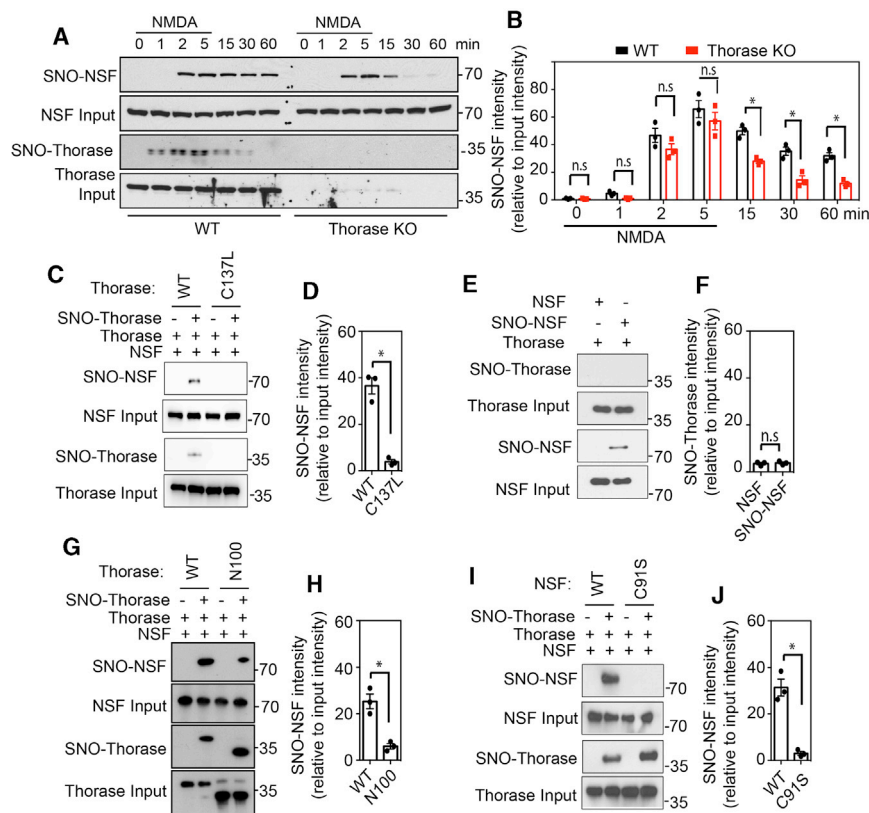 A
NMDA NMDA
0 1 2 5 15 30 60 0 1 2 5 15 30 60 min
SNO-NSF -70
NSF Input -70
SNO-Thorase -35
Thorase Input -35
WT Thorase KO
B
WT Thorase KO
SNO-NSF intensity
(relative to input intensity)
80
60
40
20
0
n.s n.s n.s n.s * * *
0 1 2 5 15 30 60 min
NMDA
C
Thorase: WT C137L
SNO-Thorase - + - +
Thorase + + + +
NSF + + + +
SNO-NSF -70
NSF Input -70
SNO-Thorase -35
Thorase Input -35
D
SNO-NSF intensity
(relative to input intensity)
60
40
20
0
*
WT
C137L
E
NSF + -
SNO-NSF - +
Thorase + +
SNO-Thorase -35
Thorase Input -35
SNO-NSF -70
NSF Input -70
F
SNO-Thorase intensity
(relative to input intensity)
60
40
20
0
n.s
NSF
SNO-NSF
G
Thorase: WT N100
SNO-Thorase - + - +
Thorase + + + +
NSF + + + +
SNO-NSF -70
NSF Input -70
SNO-Thorase -35
Thorase Input -35
H
SNO-NSF intensity
(relative to input intensity)
60
40
20
0
*
WT
N100
I
NSF: WT C91S
SNO-Thorase - + - +
Thorase + + + +
NSF + + + +
SNO-NSF -70
NSF Input -70
SNO-Thorase -35
Thorase Input -35
J
SNO-NSF intensity
(relative to input intensity)
60
40
20
0
*
WT
C91S